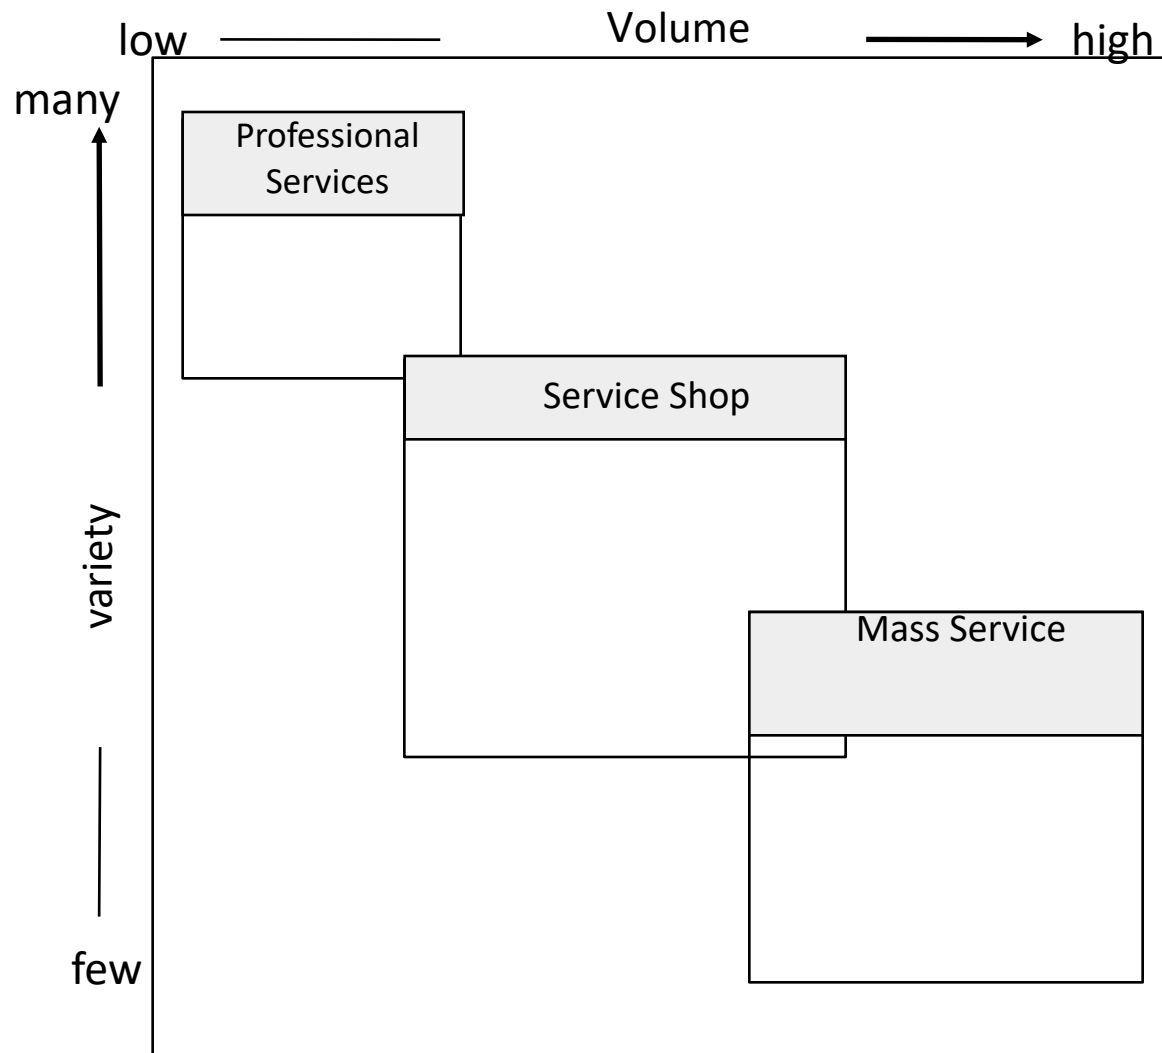 low Volume high
many
Professional
Services
Service Shop
variety
Mass Service
few